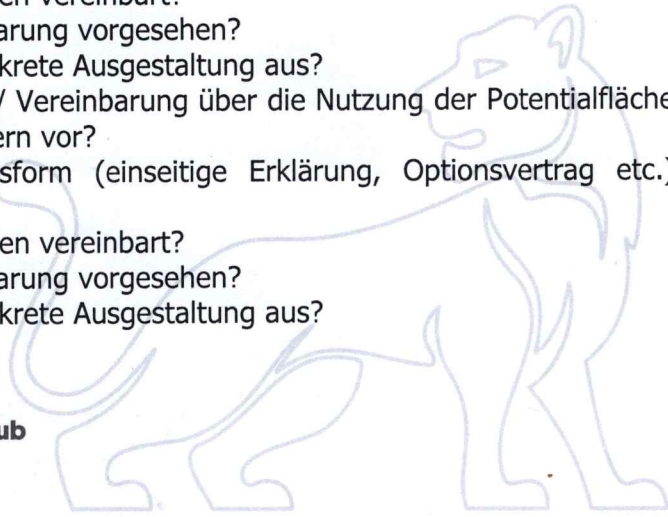 en vereinbart?
arung vorgesehen?
krete Ausgestaltung aus?
/ Vereinbarung über die Nutzung der Potentialfläche
ern vor?
sform (einseitige Erklärung, Optionsvertrag etc.)
en vereinbart?
arung vorgesehen?
krete Ausgestaltung aus?
ub